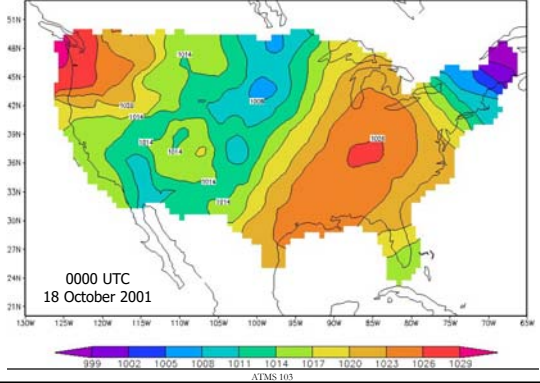 51N
48N
45N
42N
39N
36N
33N
30N
27N
24N
21N
1014
1008
1014
1014
1014
1014
1014
0000 UTC
18 October 2001
130W 125W 120W 115W 110W 105W 100W 95W 90W 85W 80W 75W 70W 65W
999 1002 1005 1008 1011 1014 1017 1020 1023 1026 1029
ATMS 103